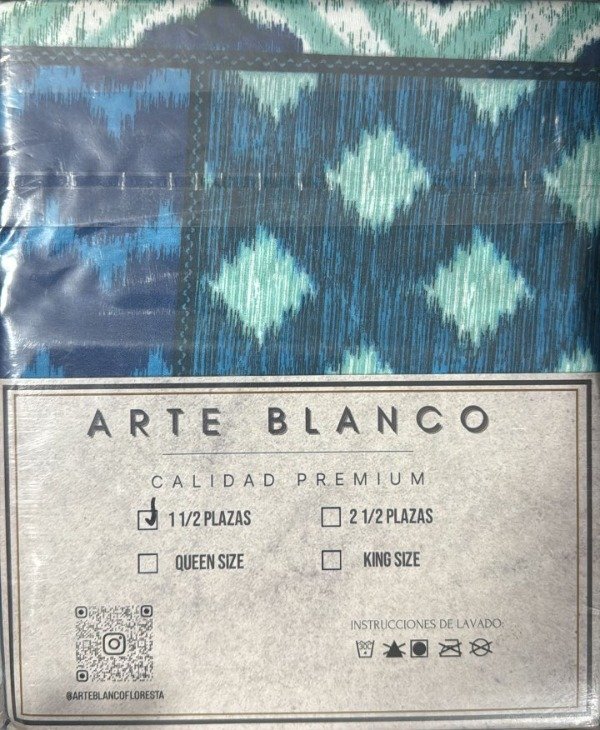 ARTE BLANCO
CALIDAD PREMIUM
1 1/2 PLAZAS
2 1/2 PLAZAS
QUEEN SIZE
KING SIZE
INSTRUCCIONES DE LAVADO:
@ARTEBLANCOFLORESTA